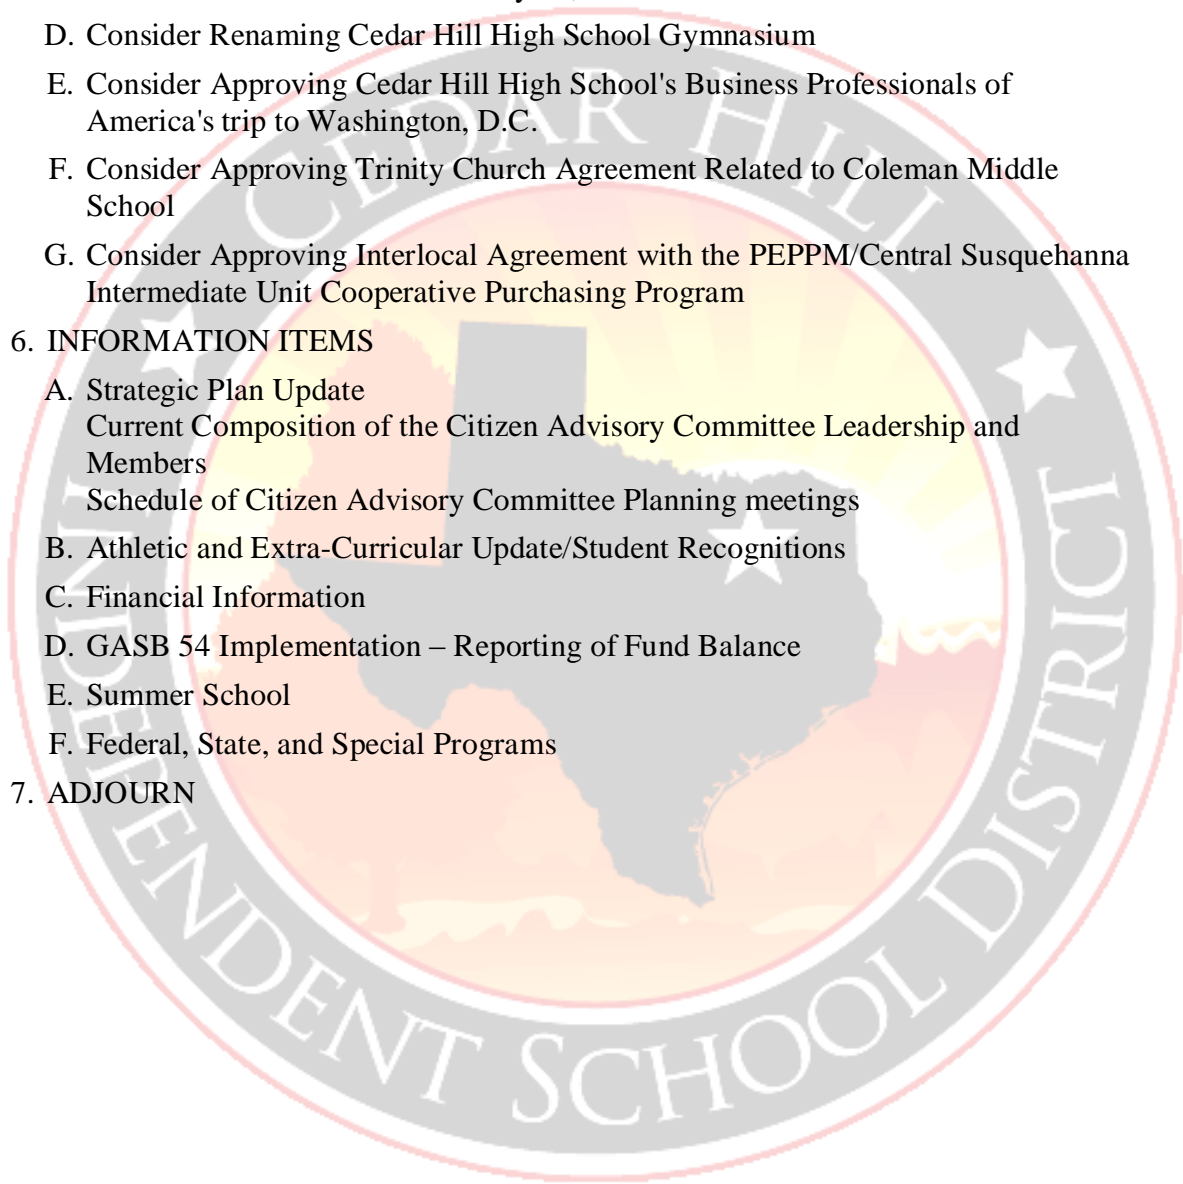 D. Consider Renaming Cedar Hill High School Gymnasium
E. Consider Approving Cedar Hill High School's Business Professionals of
America's trip to Washington, D.C.
F. Consider Approving Trinity Church Agreement Related to Coleman Middle
School
G. Consider Approving Interlocal Agreement with the PEPPM/Central Susquehanna
Intermediate Unit Cooperative Purchasing Program
6. INFORMATION ITEMS
A. Strategic Plan Update
Current Composition of the Citizen Advisory Committee Leadership and
Members
Schedule of Citizen Advisory Committee Planning meetings
B. Athletic and Extra-Curricular Update/Student Recognitions
C. Financial Information
D. GASB 54 Implementation – Reporting of Fund Balance
E. Summer School
F. Federal, State, and Special Programs
7. ADJOURN
CEDAR HILL
INDEPENDENT SCHOOL DISTRICT